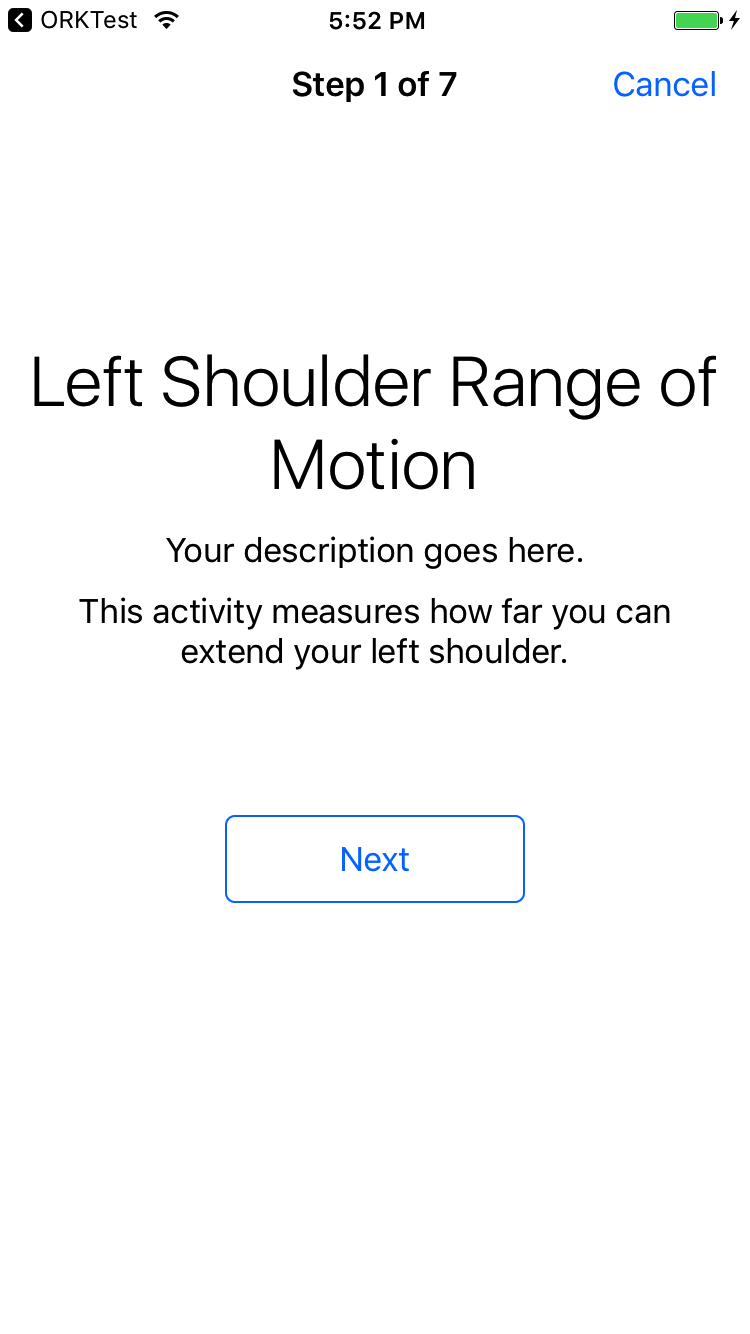 ORKTest 5:52 PM
Step 1 of 7 Cancel
Left Shoulder Range of
Motion
Your description goes here.
This activity measures how far you can
extend your left shoulder.
Next